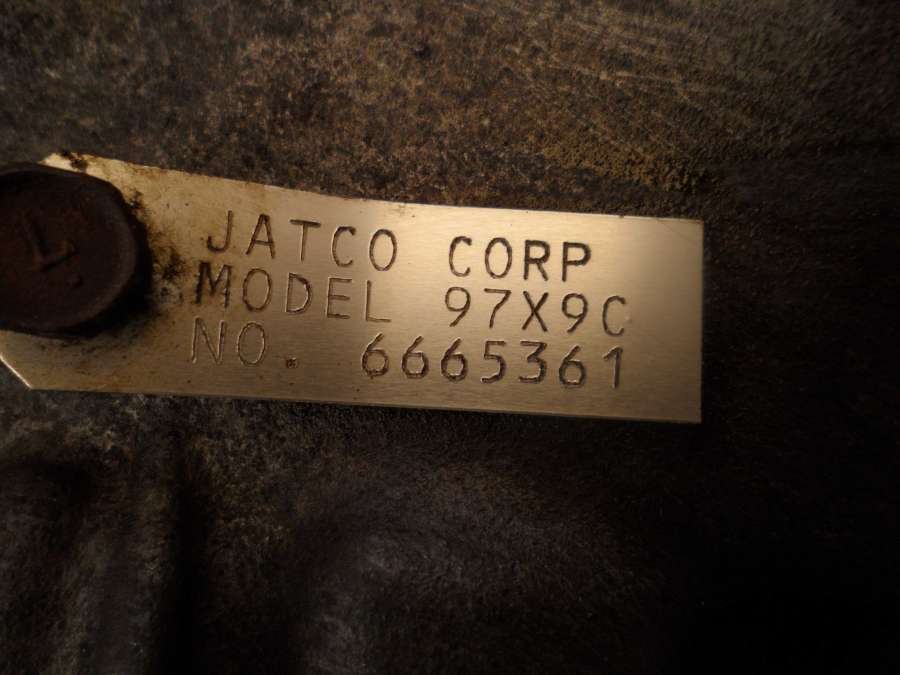 JATCO CORP
MODEL 97X9C
NO. 6665361